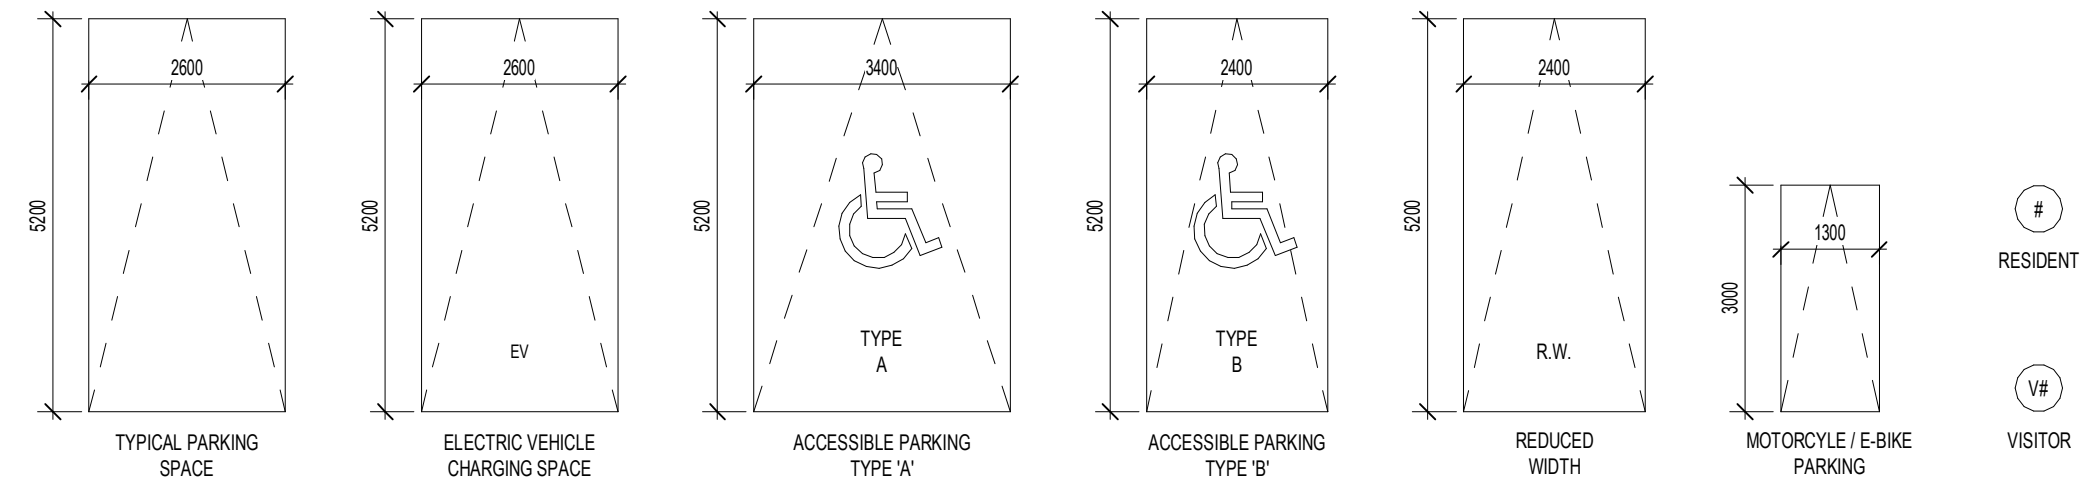 2600
5200
TYPICAL PARKING
SPACE
2600
5200
EV
ELECTRIC VEHICLE
CHARGING SPACE
3400
5200
TYPE
A
ACCESSIBLE PARKING
TYPE 'A'
2400
5200
TYPE
B
ACCESSIBLE PARKING
TYPE 'B'
2400
5200
R.W.
REDUCED
WIDTH
1300
3000
MOTORCYLE / E-BIKE
PARKING
#
RESIDENT
V#
VISITOR